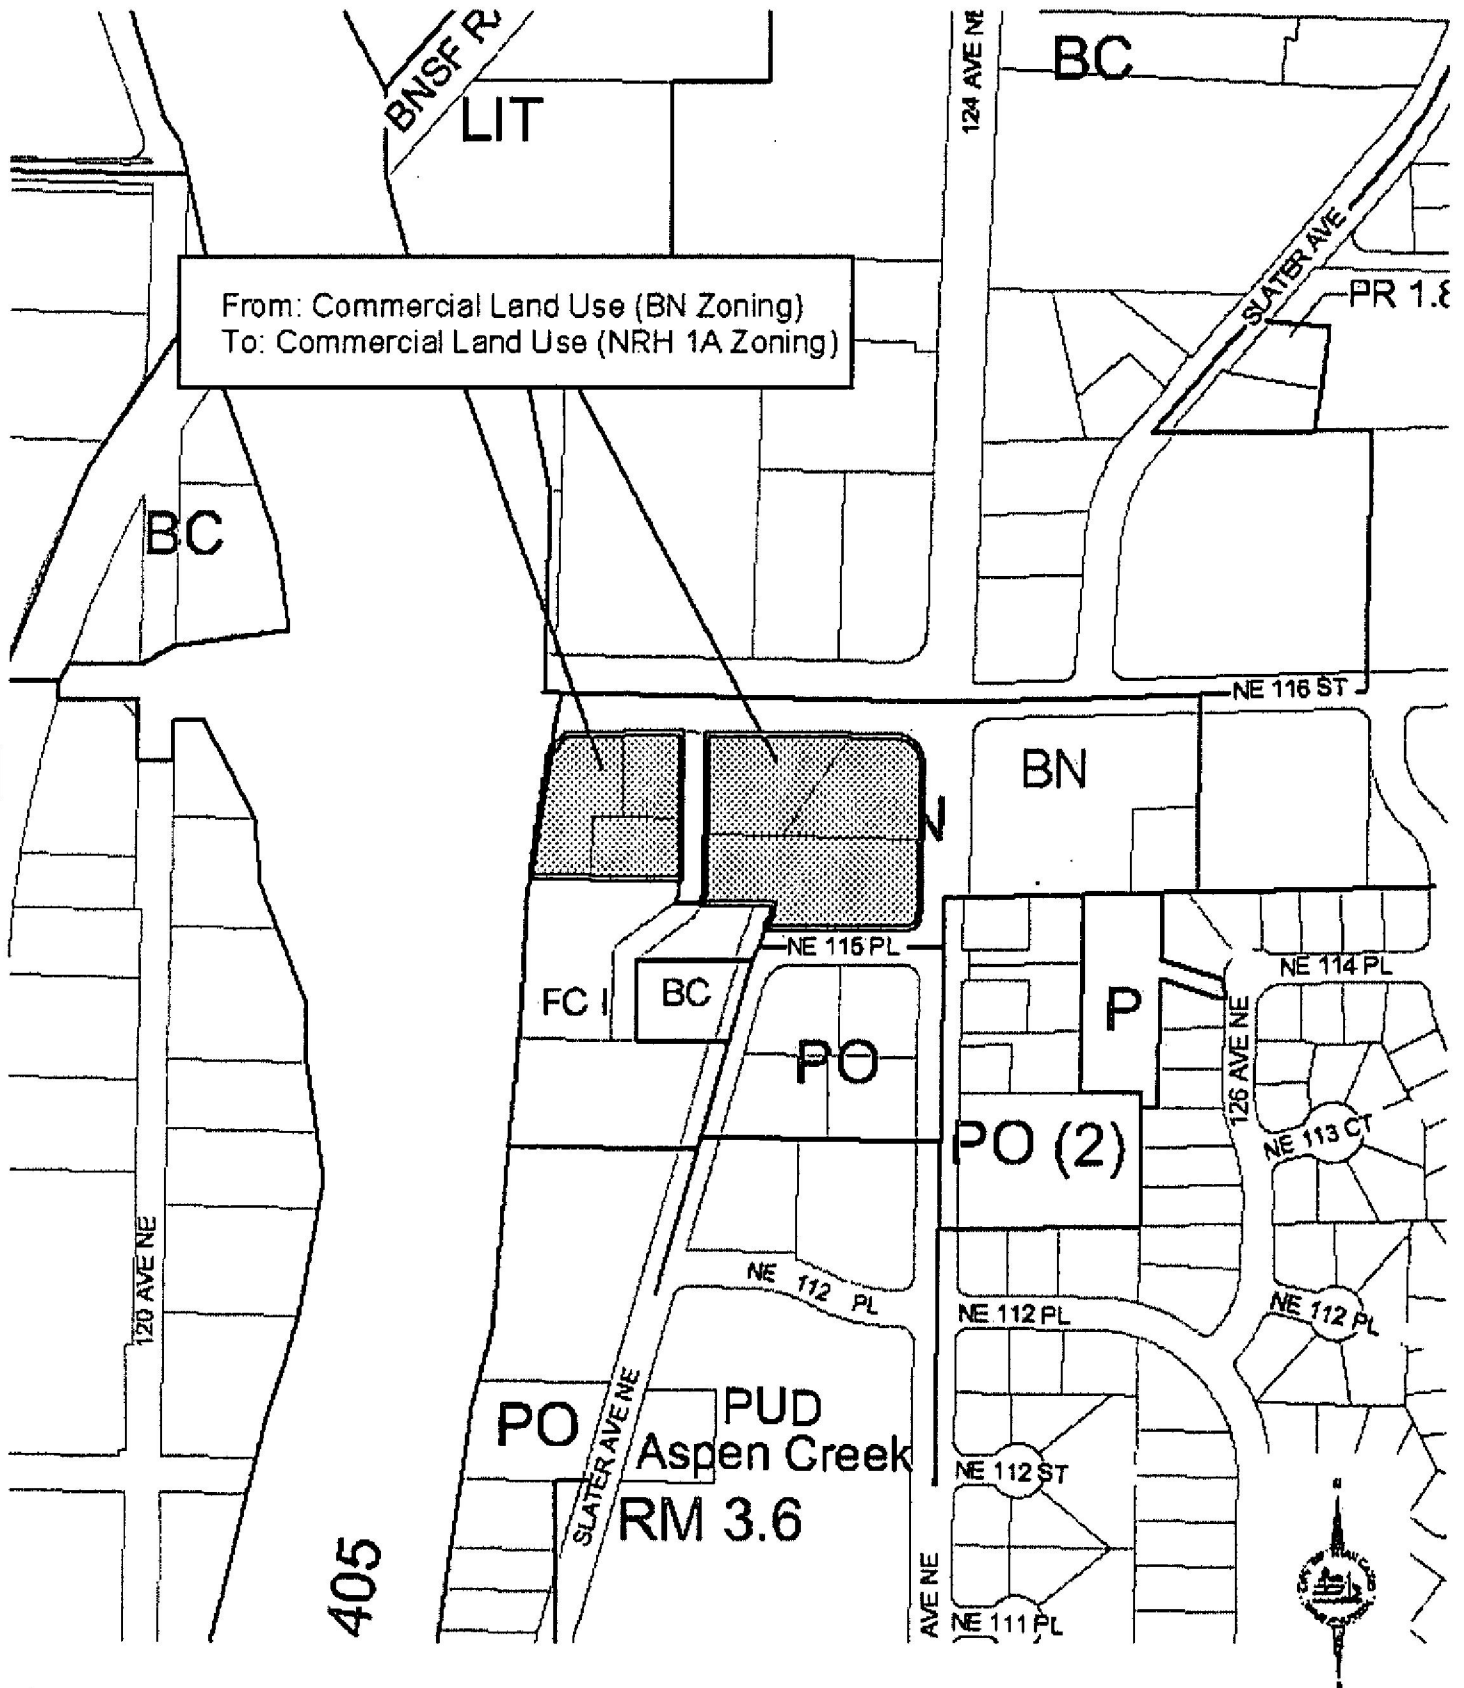 BNSF R
124 AVE NE
BC
LIT
SLATER AVE
PR 1.8
From: Commercial Land Use (BN Zoning)
To: Commercial Land Use (NRH 1A Zoning)
BC
NE 116 ST
BN
N
NE 115 PL
NE 114 PL
FC I
BC
P
PO
126 AVE NE
NE 113 CT
PO (2)
120 AVE NE
NE 112 PL
NE 112 PL
NE 112 PL
PO
SLATER AVE NE
PUD
Aspen Creek
NE 112 ST
RM 3.6
405
AVE NE
NE 111 PL